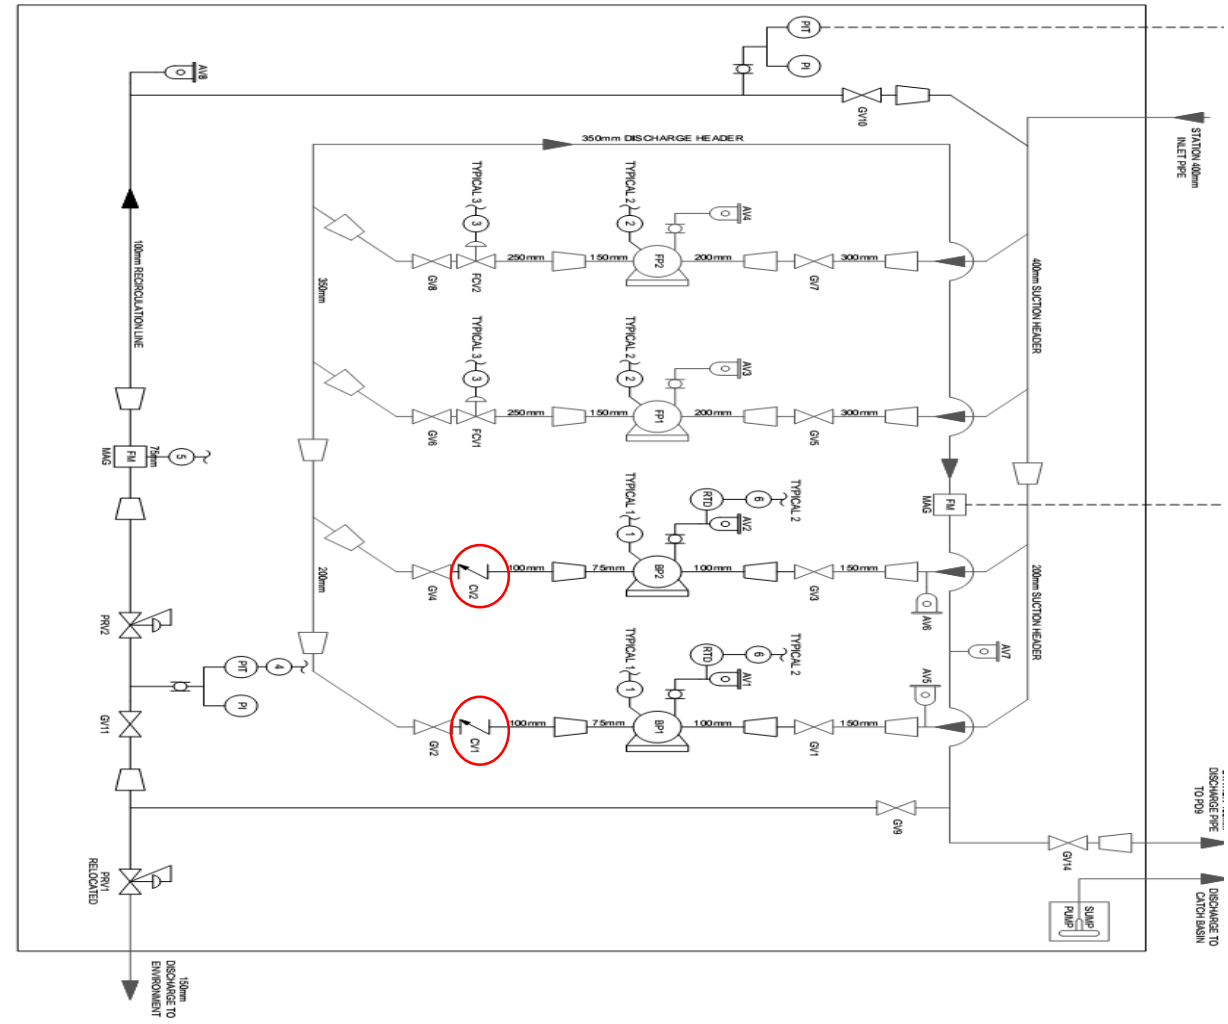 PIT
PI
AV8
GV10
STATION 400mm
INLET PIPE
350mm DISCHARGE HEADER
TYPICAL 3
3
TYPICAL 2
2
AV4
GV8
FCV2
250mm
150mm
FP2
200mm
GV7
300mm
100mm RECIRCULATION LINE
350mm
400mm SUCTION HEADER
TYPICAL 3
3
TYPICAL 2
2
AV3
GV6
FCV1
250mm
150mm
FP1
200mm
GV5
300mm
FM
MAG
75mm
5
TYPICAL 1
1
RTD
6
TYPICAL 2
AV2
FM
MAG
200mm
GV4
CV2
100mm
75mm
BP2
100mm
GV3
150mm
AV6
200mm SUCTION HEADER
PRV2
PIT
4
PI
TYPICAL 1
1
RTD
6
TYPICAL 2
AV1
AV7
AV5
GV11
GV2
CV1
100mm
75mm
BP1
100mm
GV1
150mm
GV9
GV14
DISCHARGE PIPE
TO PD9
PRV1
RELOCATED
SUMP
PUMP
DISCHARGE TO
CATCH BASIN
150mm
DISCHARGE TO
ENVIRONMENT